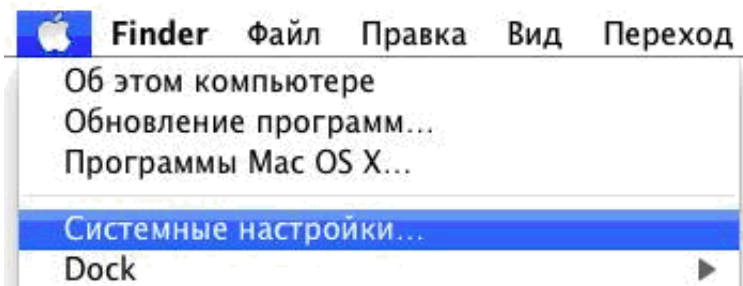 Finder Файл Правка Вид Переход
Об этом компьютере
Обновление программ...
Программы Mac OS X...
Системные настройки...
Dock